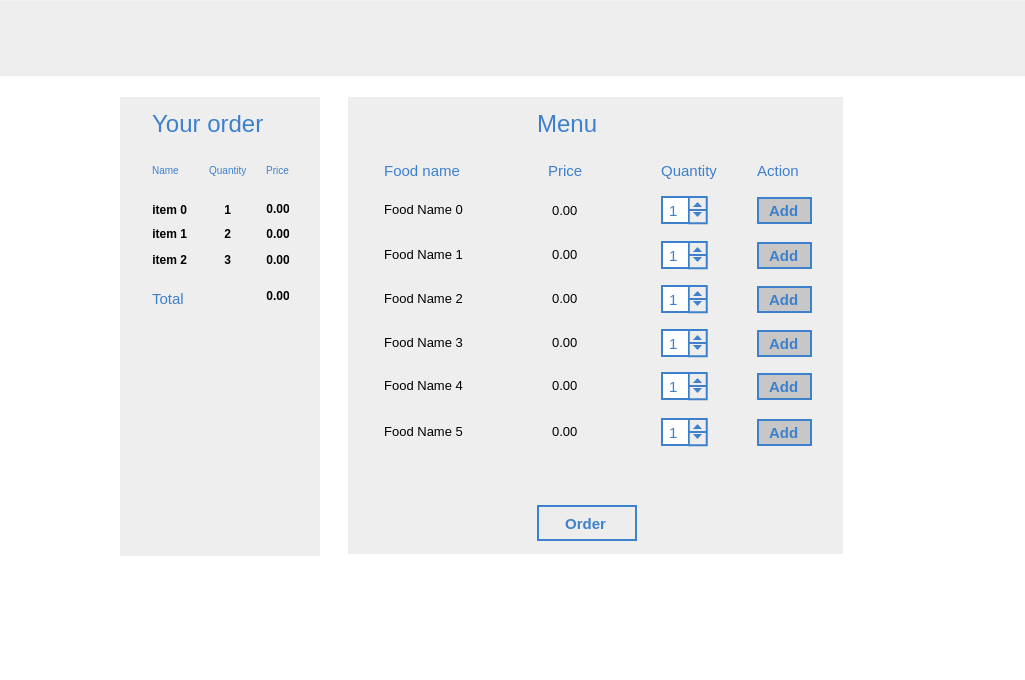 Your order
Name Quantity Price
item 0 1 0.00
item 1 2 0.00
item 2 3 0.00
Total 0.00
Menu
Food name Price Quantity Action
Food Name 0 0.00 1 Add
Food Name 1 0.00 1 Add
Food Name 2 0.00 1 Add
Food Name 3 0.00 1 Add
Food Name 4 0.00 1 Add
Food Name 5 0.00 1 Add
Order